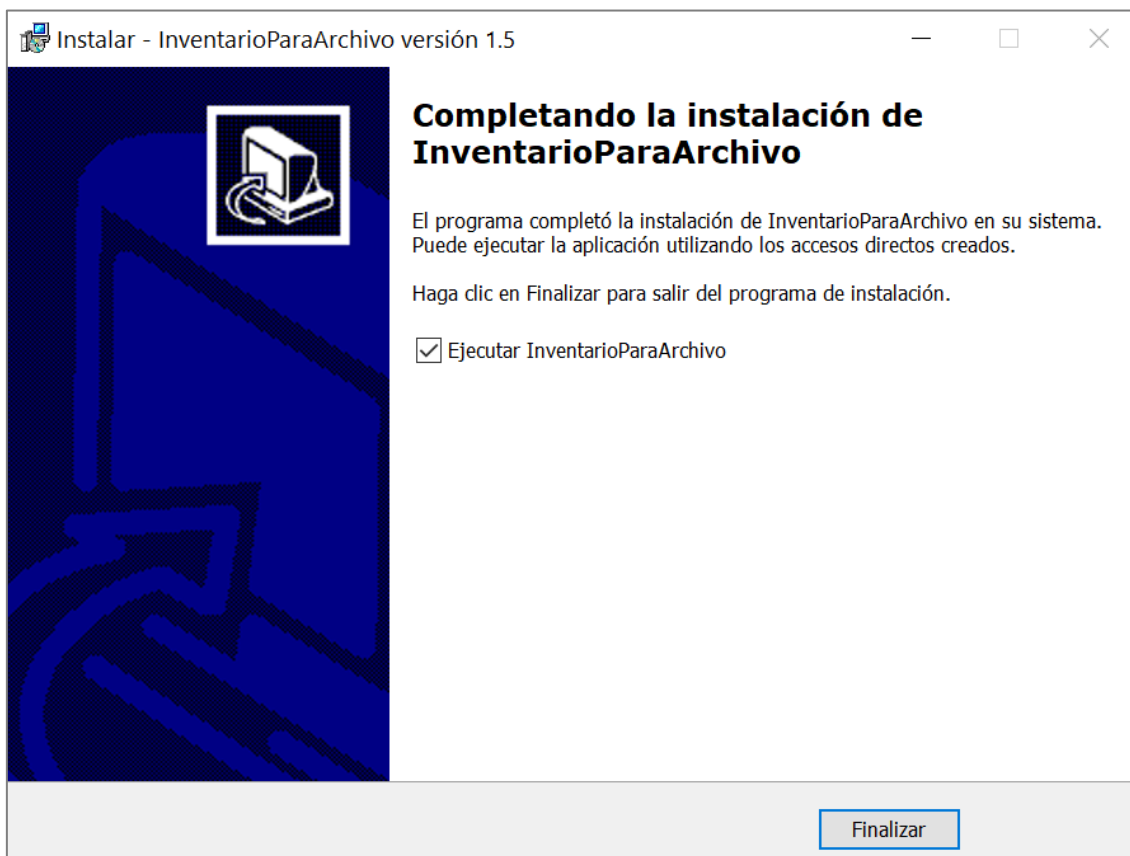 Instalar - InventarioParaArchivo versión 1.5
Completando la instalación de
InventarioParaArchivo
El programa completó la instalación de InventarioParaArchivo en su sistema.
Puede ejecutar la aplicación utilizando los accesos directos creados.
Haga clic en Finalizar para salir del programa de instalación.
Ejecutar InventarioParaArchivo
Finalizar